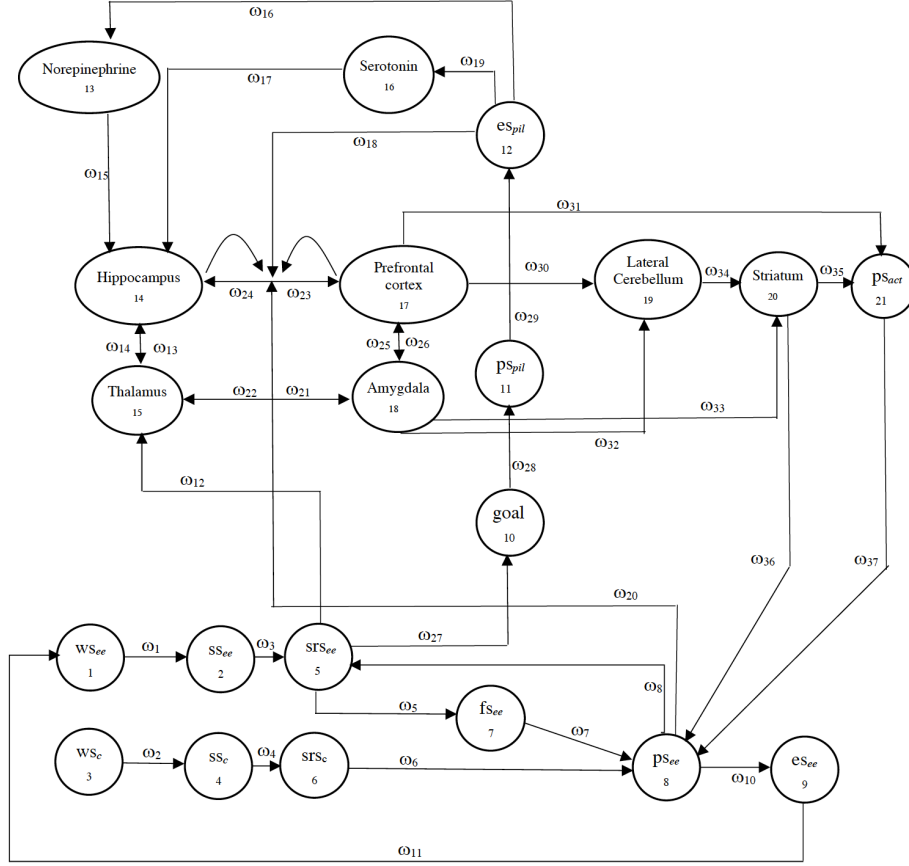 ω₁₆
Norepinephrine
13
Serotonin
16
ω₁₉
ω₁₇
es_pil
12
ω₁₈
ω₁₅
ω₃₁
Hippocampus
14
ω₂₄
ω₂₃
Prefrontal
cortex
17
ω₃₀
Lateral
Cerebellum
19
ω₃₄
Striatum
20
ω₃₅
ps_act
21
ω₂₉
ω₁₄
ω₁₃
ω₂₅
ω₂₆
ps_pil
11
Thalamus
15
ω₂₂
ω₂₁
Amygdala
18
ω₃₃
ω₃₂
ω₂₈
ω₁₂
goal
10
ω₃₆
ω₃₇
ω₂₀
ws_ee
1
ω₁
ss_ee
2
ω₃
srs_ee
5
ω₂₇
ω₈
ω₅
fs_ee
7
ω₇
ws_c
3
ω₂
ss_c
4
ω₄
srs_c
6
ω₆
ps_ee
8
ω₁₀
es_ee
9
ω₁₁